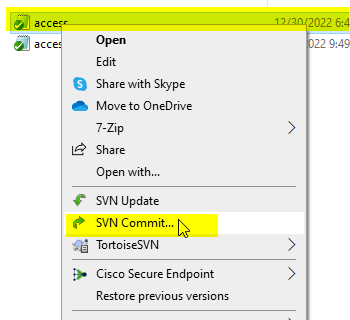 access 12/30/2022 6:4
acces 2022 9:49
Open
Edit
Share with Skype
Move to OneDrive
7-Zip
Share
Open with...
SVN Update
SVN Commit...
TortoiseSVN
Cisco Secure Endpoint
Restore previous versions